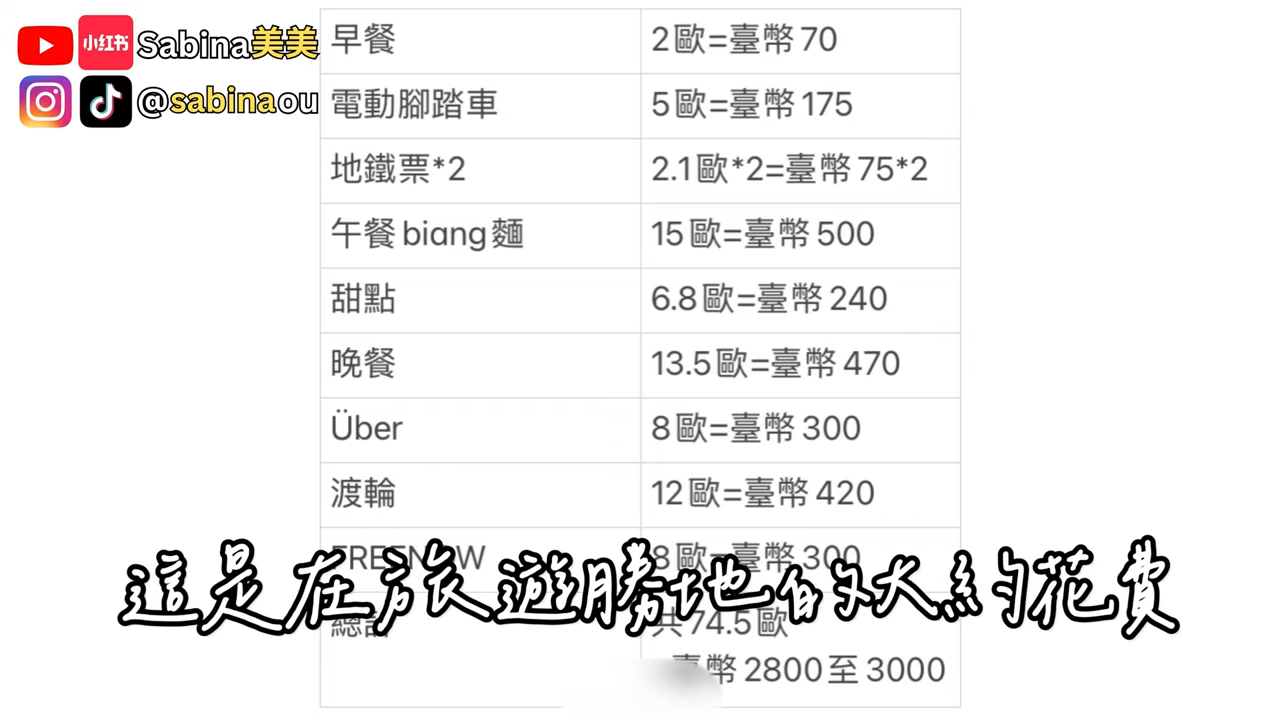 小红书 Sabina美美
@sabinaou
早餐 2歐=臺幣70
電動腳踏車 5歐=臺幣175
地鐵票*2 2.1歐*2=臺幣75*2
午餐biang麵 15歐=臺幣500
甜點 6.8歐=臺幣240
晚餐 13.5歐=臺幣470
Über 8歐=臺幣300
渡輪 12歐=臺幣420
FREENOW 8歐=臺幣300
這是在旅遊勝地的大約花費
總計 共74.5歐
臺幣2800至3000